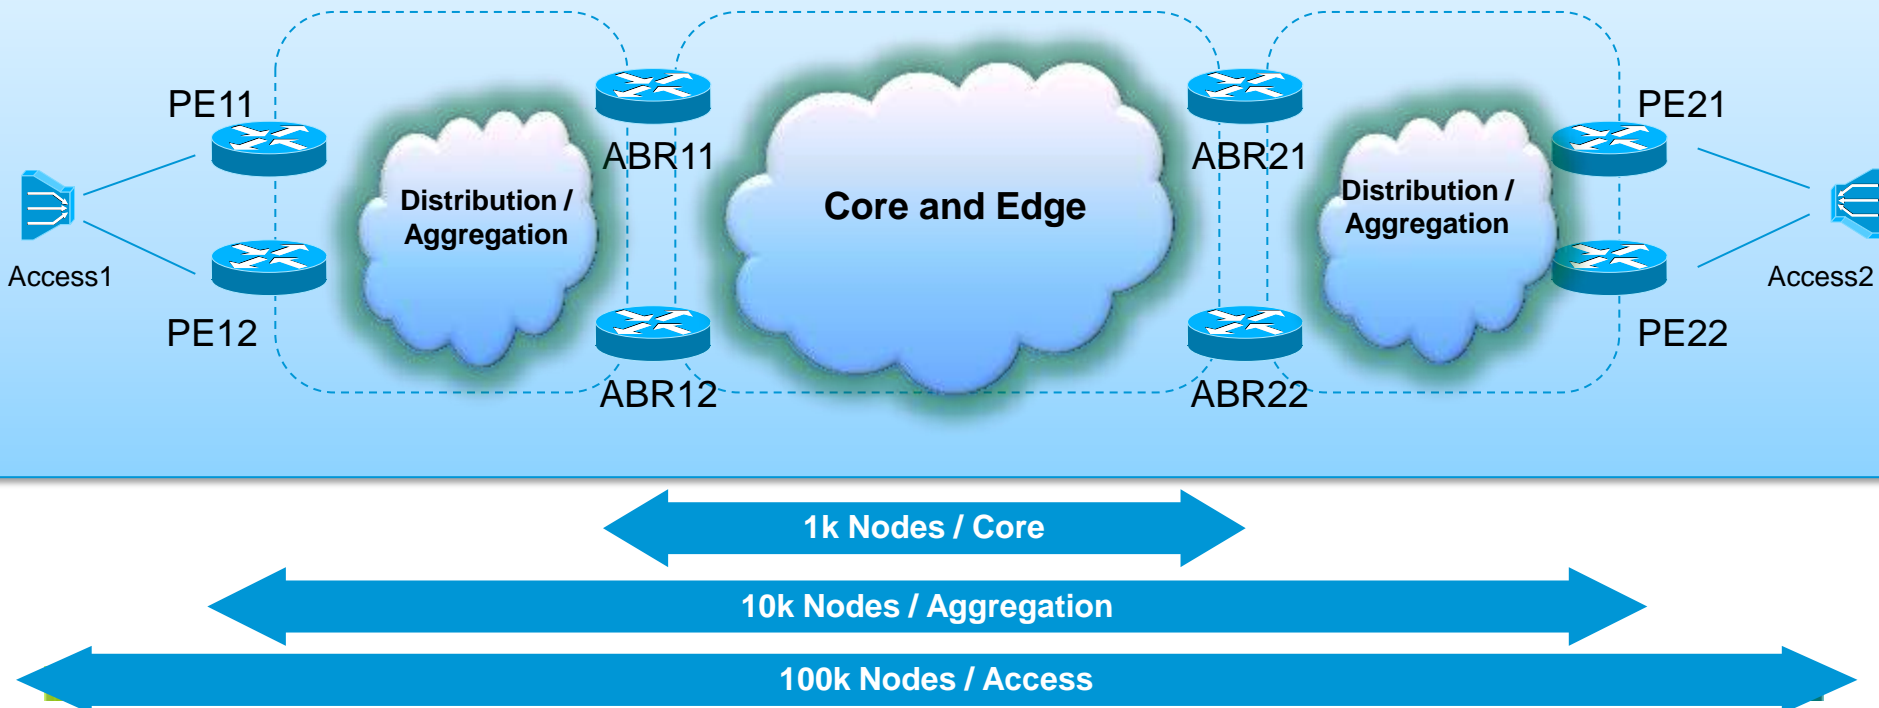 PE11
PE21
ABR11
ABR21
Distribution /
Aggregation
Core and Edge
Distribution /
Aggregation
Access1
Access2
PE12
PE22
ABR12
ABR22
1k Nodes / Core
10k Nodes / Aggregation
100k Nodes / Access